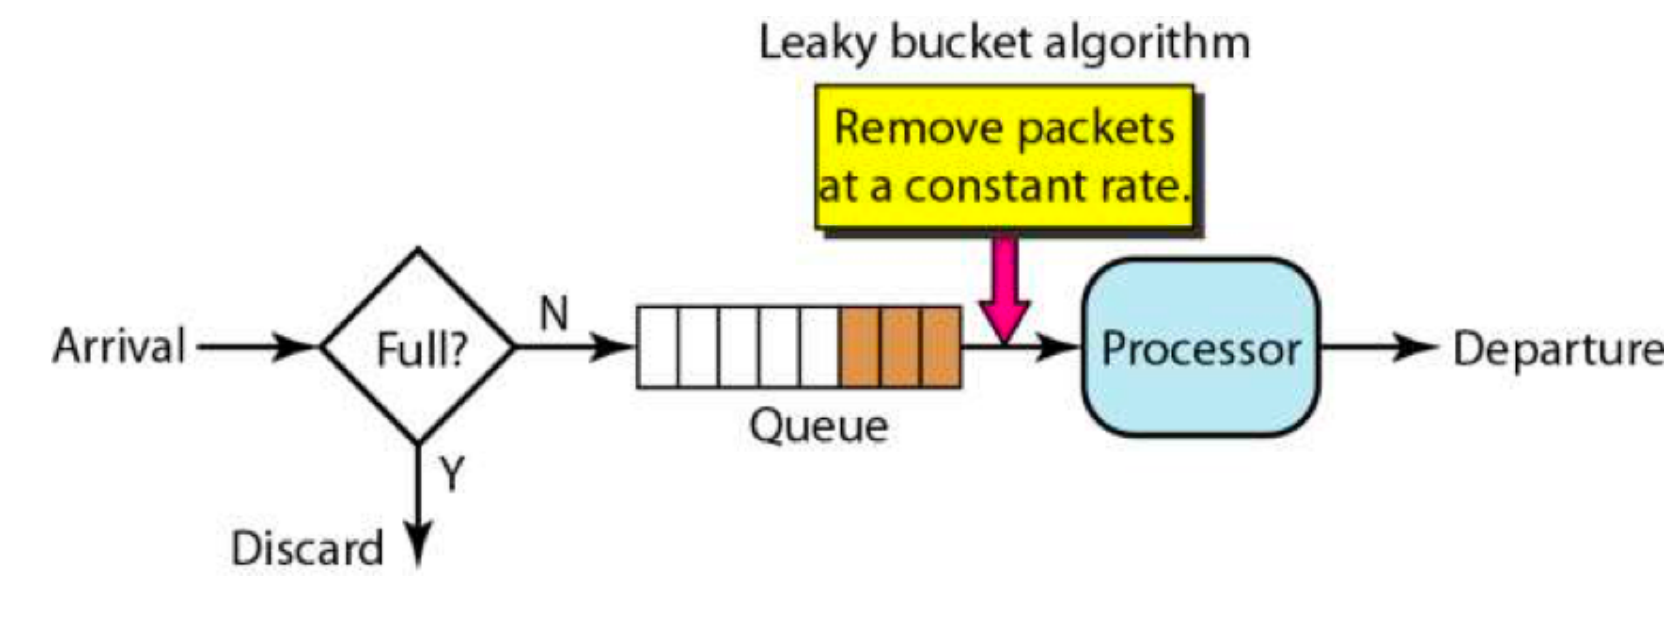 Leaky bucket algorithm
Remove packets
at a constant rate.
Arrival
Full?
N
Queue
Processor
Departure
Y
Discard